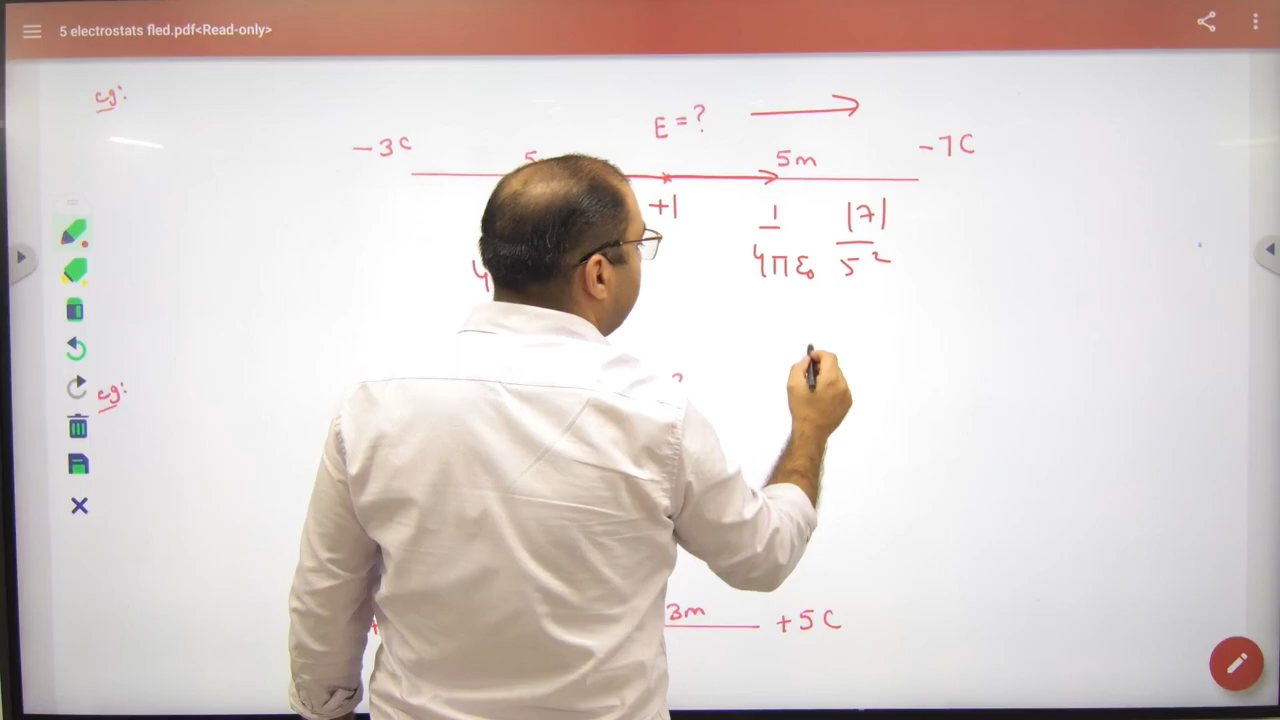 5 electrostats fled.pdf<Read-only>
eg:
E = ?
-3C
5m
-7C
+1
1/4πε₀ |7|/5²
eg:
3m
+5C